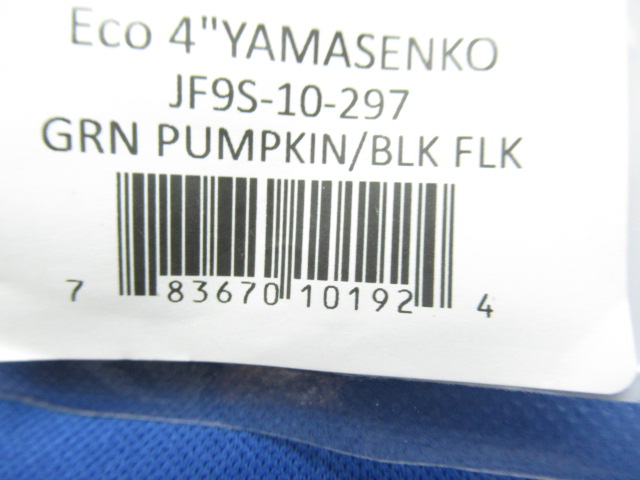 Eco 4"YAMASENKO
JF9S-10-297
GRN PUMPKIN/BLK FLK
7 83670 10192 4